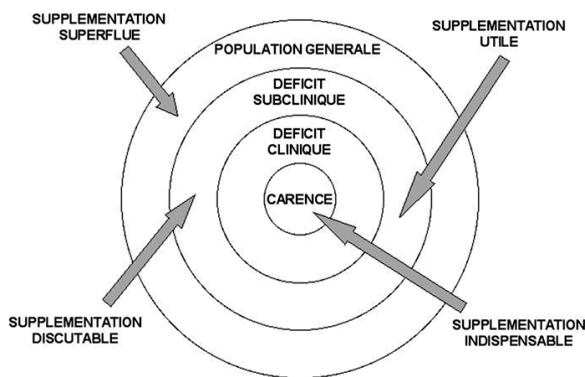 SUPPLEMENTATION
SUPERFLUE
SUPPLEMENTATION
UTILE
POPULATION GENERALE
DEFICIT
SUBCLINIQUE
DEFICIT
CLINIQUE
CARENCE
SUPPLEMENTATION
DISCUTABLE
SUPPLEMENTATION
INDISPENSABLE